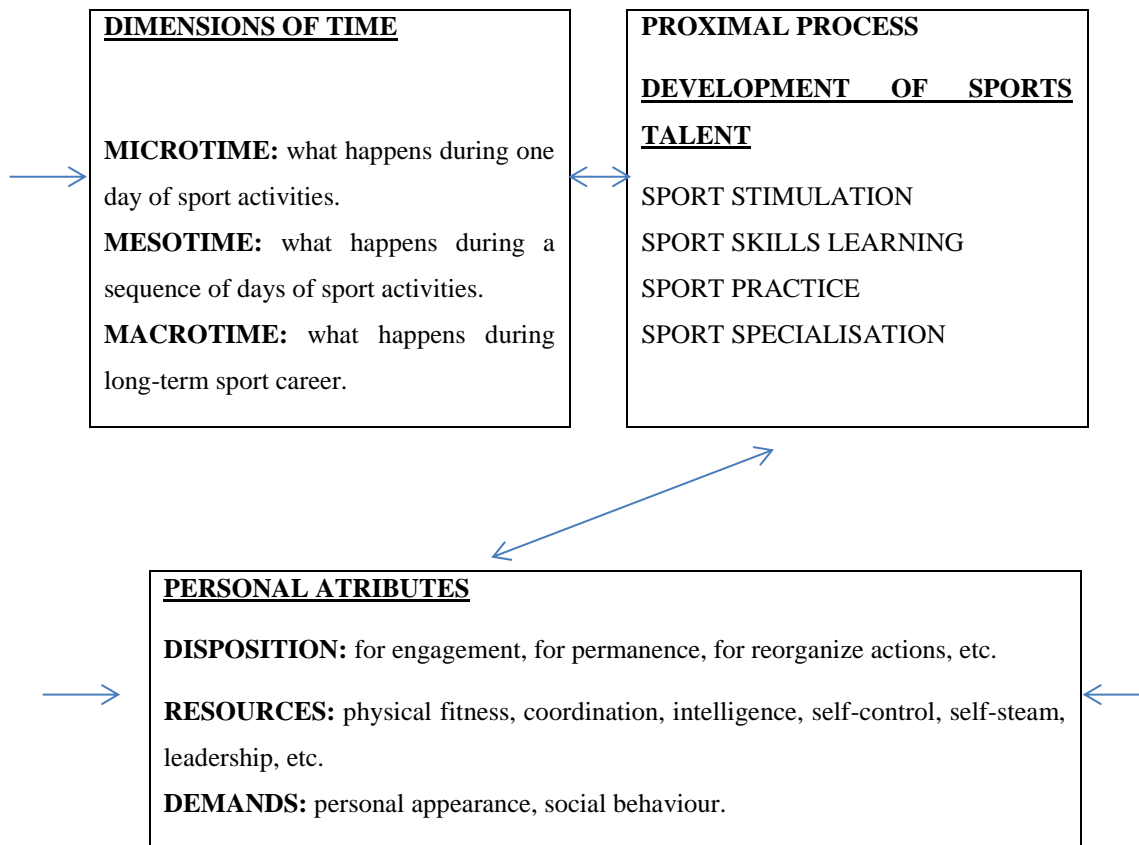 DIMENSIONS OF TIME
MICROTIME: what happens during one
day of sport activities.
MESOTIME: what happens during a
sequence of days of sport activities.
MACROTIME: what happens during
long-term sport career.
PROXIMAL PROCESS
DEVELOPMENT OF SPORTS
TALENT
SPORT STIMULATION
SPORT SKILLS LEARNING
SPORT PRACTICE
SPORT SPECIALISATION
PERSONAL ATRIBUTES
DISPOSITION: for engagement, for permanence, for reorganize actions, etc.
RESOURCES: physical fitness, coordination, intelligence, self-control, self-steam,
leadership, etc.
DEMANDS: personal appearance, social behaviour.